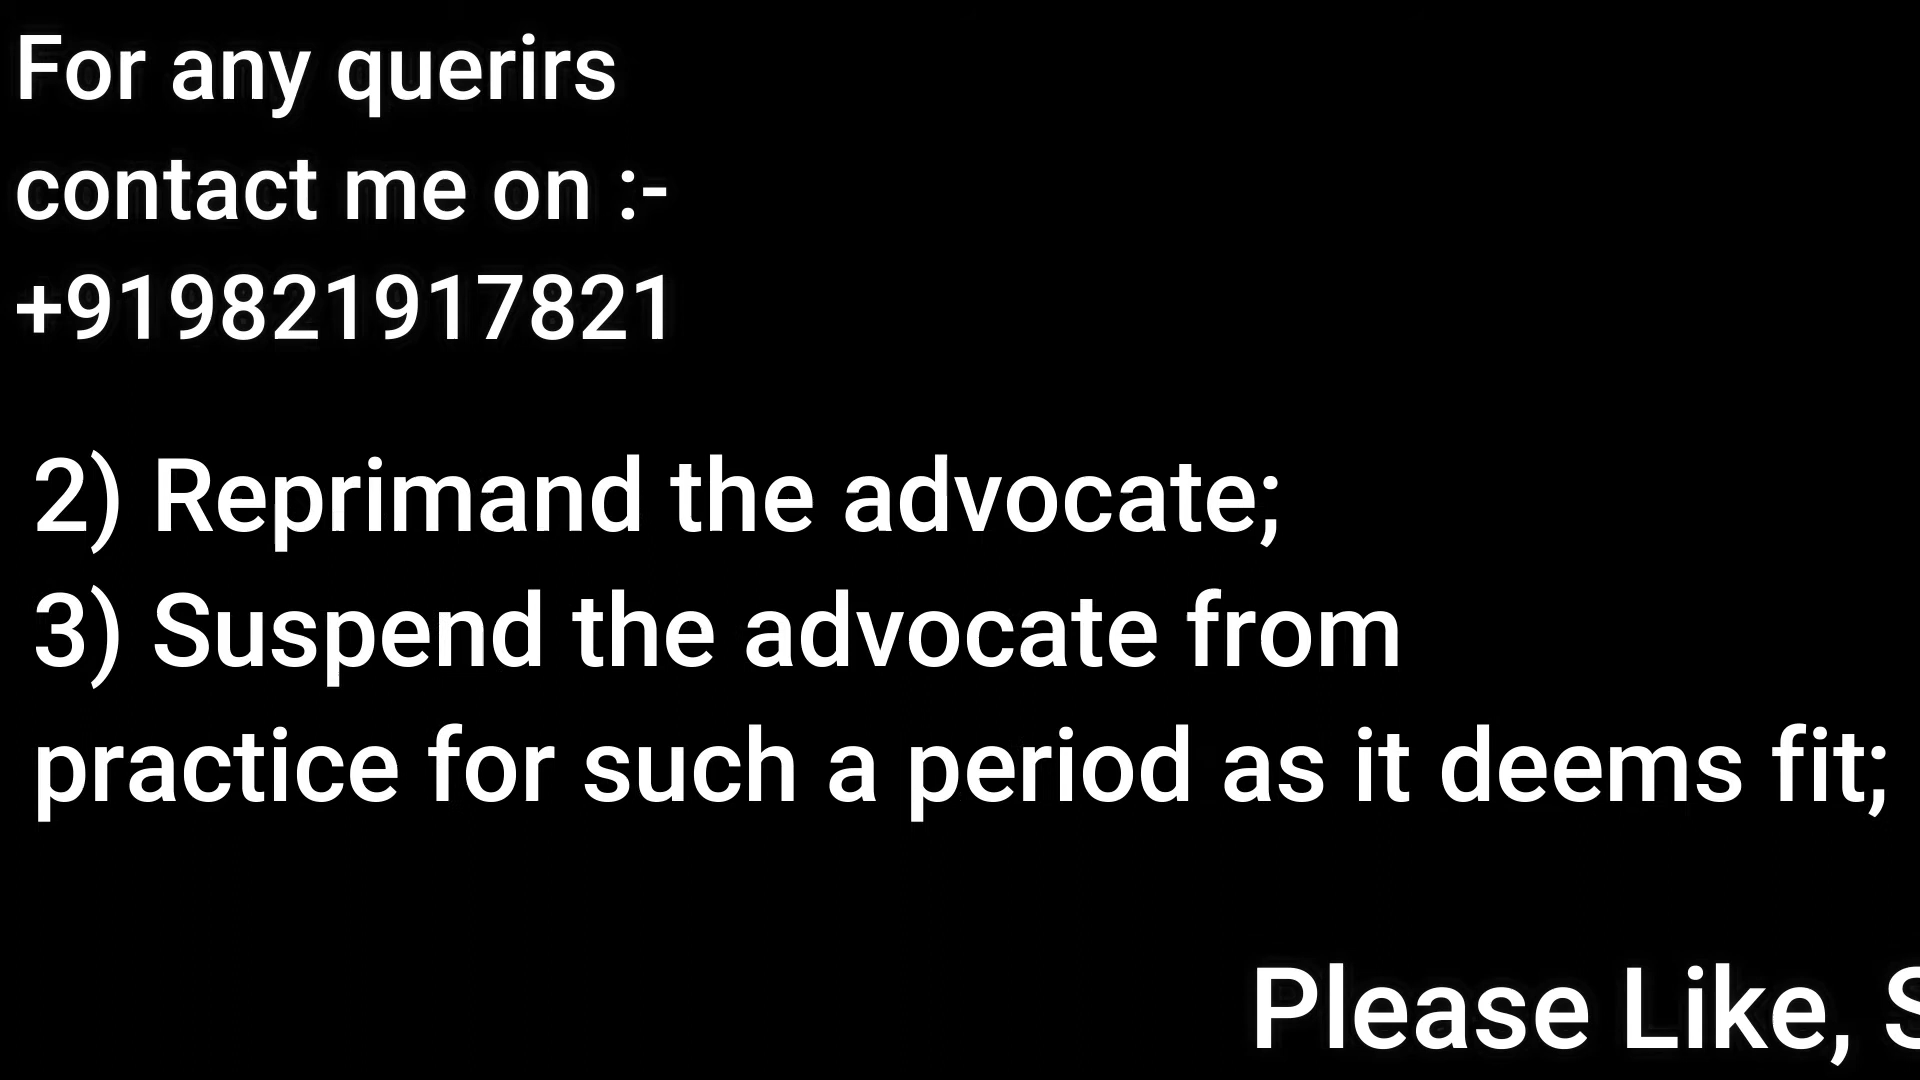 For any querirs
contact me on :-
+919821917821
2) Reprimand the advocate;
3) Suspend the advocate from
practice for such a period as it deems fit;
Please Like,